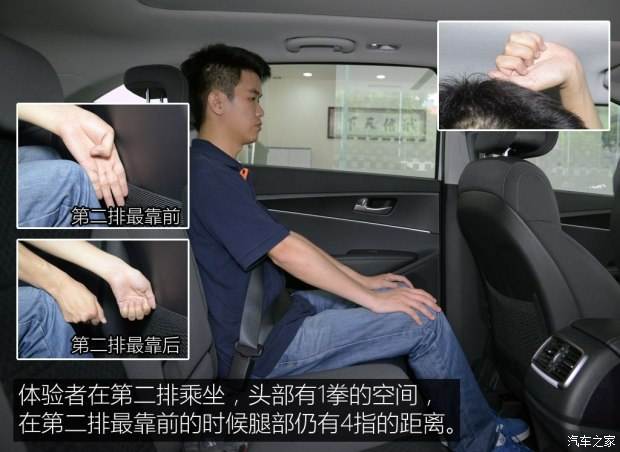 第二排最靠前
第二排最靠后
体验者在第二排乘坐，头部有1拳的空间，
在第二排最靠前的时候腿部仍有4指的距离。
汽车之家